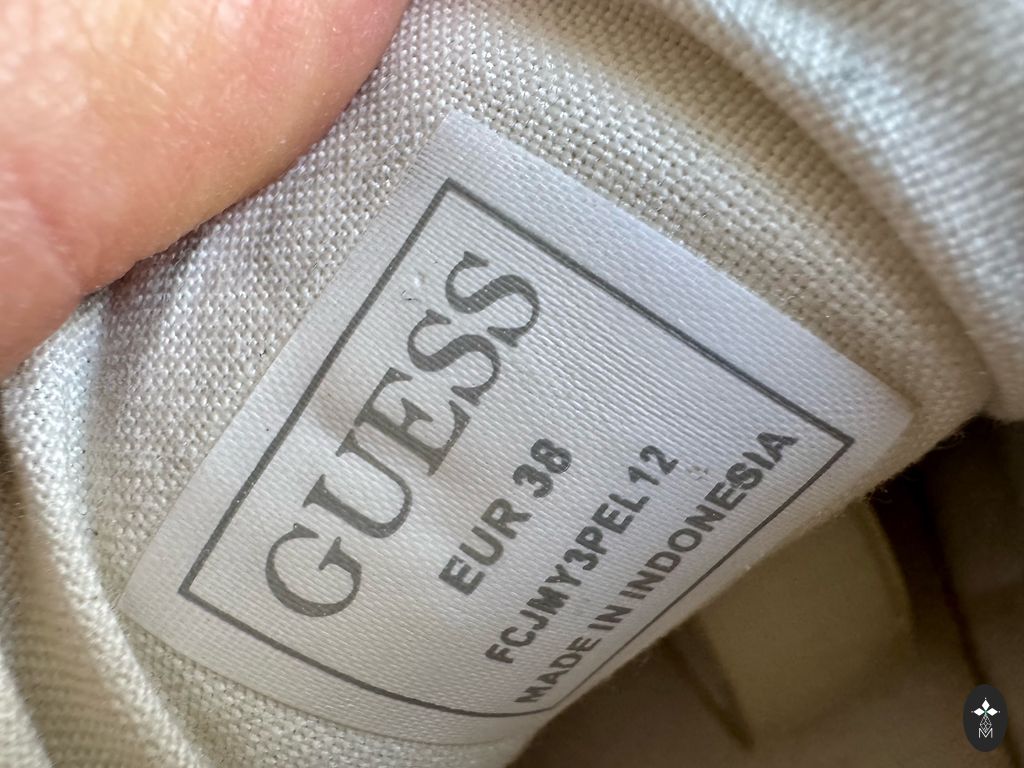 GUESS
EUR 38
FCJMY3PEL12
MADE IN INDONESIA
M